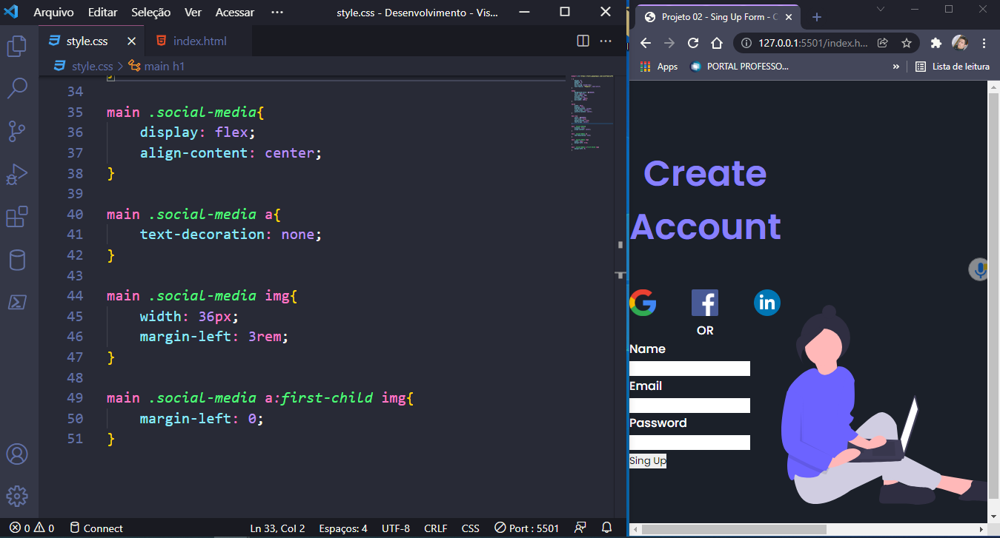 Arquivo Editar Seleção Ver Acessar ··· style.css - Desenvolvimento - Vis...
style.css index.html
style.css > main h1
34
35 main .social-media{
36 display: flex;
37 align-content: center;
38 }
39
40 main .social-media a{
41 text-decoration: none;
42 }
43
44 main .social-media img{
45 width: 36px;
46 margin-left: 3rem;
47 }
48
49 main .social-media a:first-child img{
50 margin-left: 0;
51 }
0 0 Connect Ln 33, Col 2 Espaços: 4 UTF-8 CRLF CSS Port : 5501
Projeto 02 - Sing Up Form - C
127.0.0.1:5501/index.h...
Apps PORTAL PROFESSO... » Lista de leitura
Create
Account
G f in
OR
Name
Email
Password
Sing Up